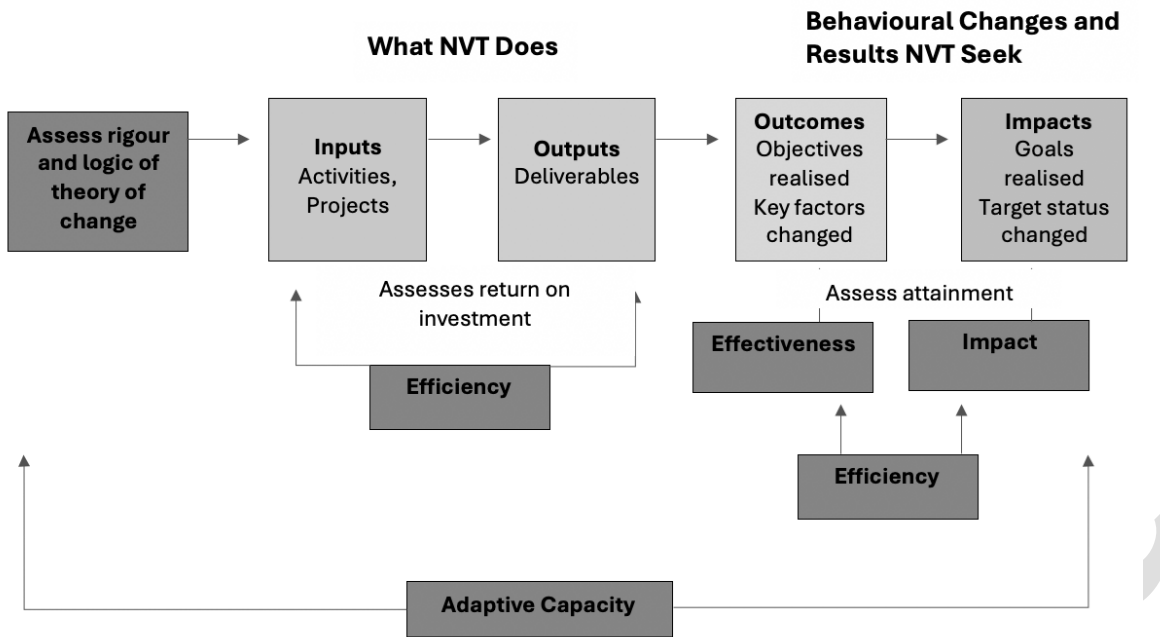 What NVT Does
Behavioural Changes and
Results NVT Seek
Assess rigour
and logic of
theory of
change
Inputs
Activities,
Projects
Outputs
Deliverables
Outcomes
Objectives
realised
Key factors
changed
Impacts
Goals
realised
Target status
changed
Assesses return on
investment
Efficiency
Assess attainment
Effectiveness
Impact
Efficiency
Adaptive Capacity